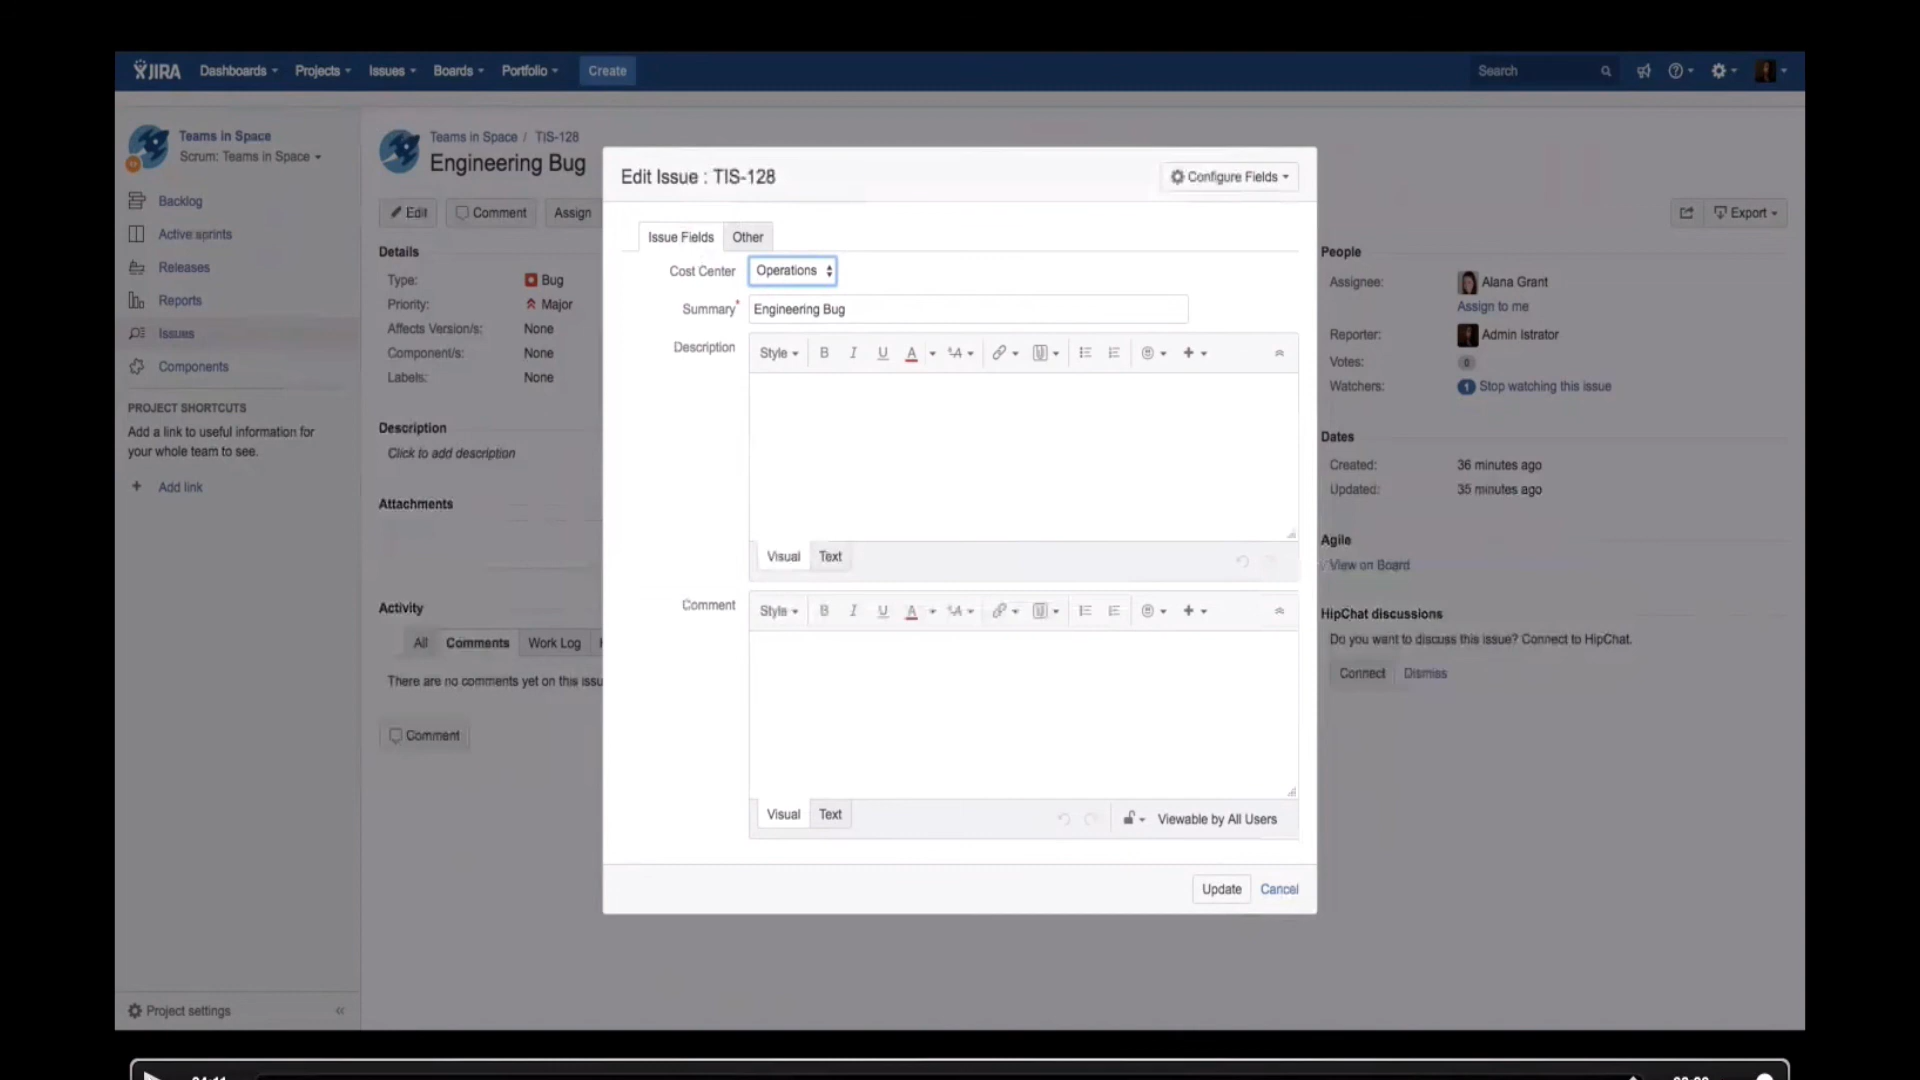 JIRA Dashboards Projects Issues Boards Portfolio Create Search
Teams in Space
Scrum: Teams in Space
Backlog
Active sprints
Releases
Reports
Issues
Components
PROJECT SHORTCUTS
Add a link to useful information for
your whole team to see.
+ Add link
Project settings «
Teams in Space / TIS-128
Engineering Bug
Edit Comment Assign
Details
Type: Bug
Priority: Major
Affects Version/s: None
Component/s: None
Labels: None
Description
Click to add description
Attachments
Activity
All Comments Work Log
There are no comments yet on this issu
Comment
Edit Issue : TIS-128 Configure Fields
Issue Fields Other
Cost Center Operations
Summary* Engineering Bug
Description Style B I U A
Visual Text
Comment Style B I U A
Visual Text Viewable by All Users
Update Cancel
Export
People
Assignee: Alana Grant
Assign to me
Reporter: Admin Istrator
Votes: 0
Watchers: 1 Stop watching this issue
Dates
Created: 36 minutes ago
Updated: 35 minutes ago
Agile
View on Board
HipChat discussions
Do you want to discuss this issue? Connect to HipChat.
Connect Dismiss